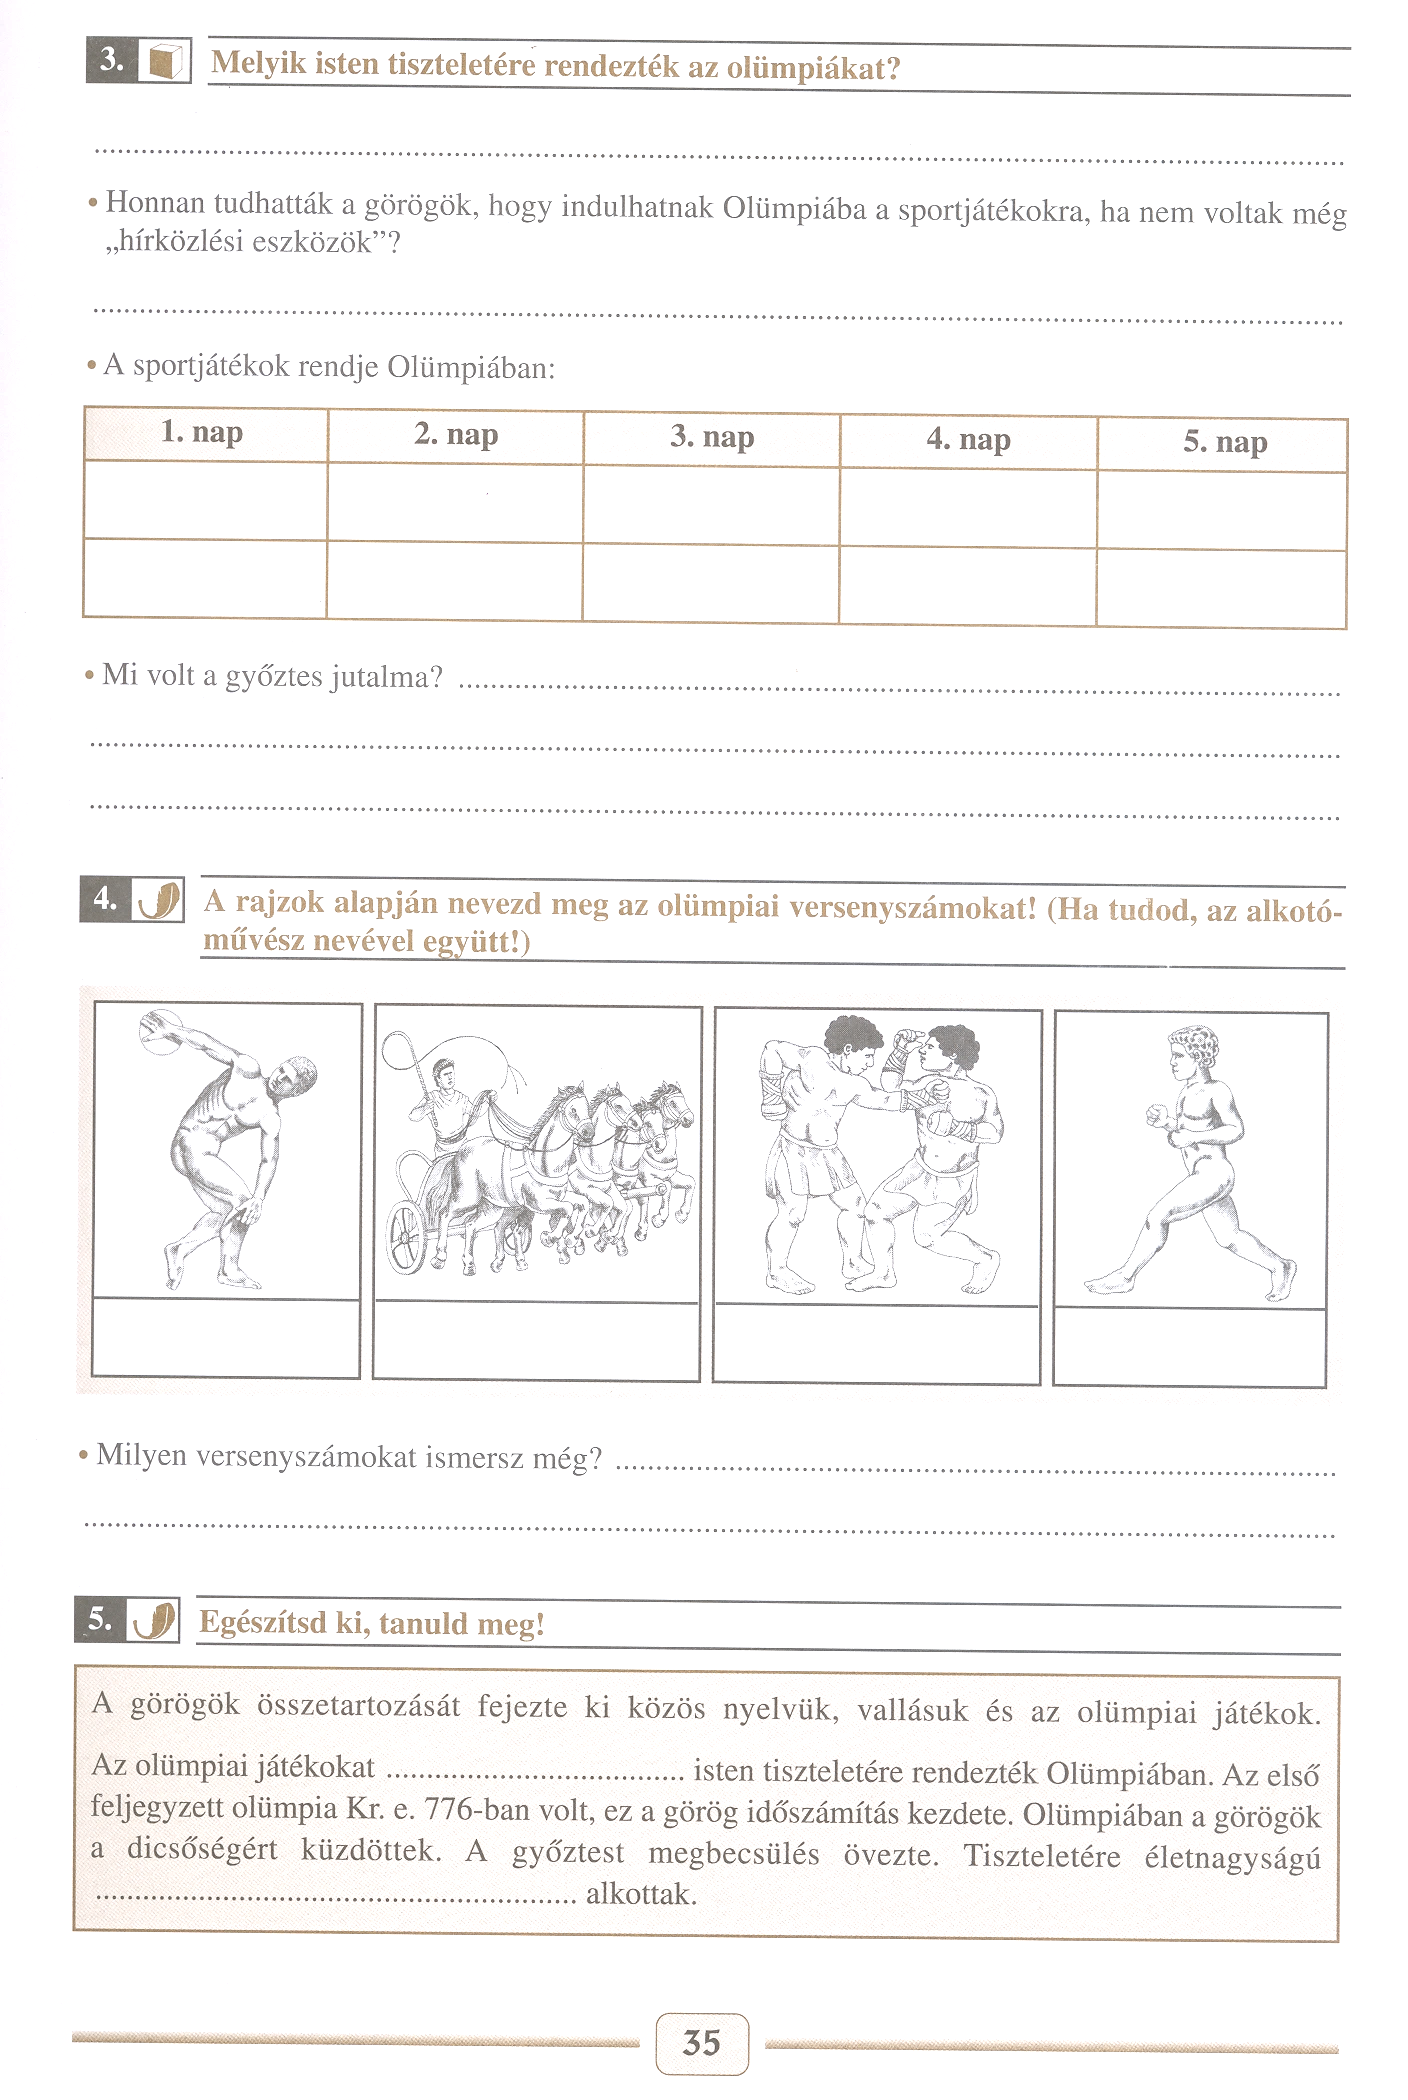 3. Melyik isten tiszteletére rendezték az olümpiákat?
• Honnan tudhatták a görögök, hogy indulhatnak Olümpiába a sportjátékokra, ha nem voltak még
„hírközlési eszközök”?
• A sportjátékok rendje Olümpiában:
1. nap 2. nap 3. nap 4. nap 5. nap
• Mi volt a győztes jutalma?
4. A rajzok alapján nevezd meg az olümpiai versenyszámokat! (Ha tudod, az alkotó-
művész nevével együtt!)
• Milyen versenyszámokat ismersz még?
5. Egészítsd ki, tanuld meg!
A görögök összetartozását fejezte ki közös nyelvük, vallásuk és az olümpiai játékok.
Az olümpiai játékokat ..................................... isten tiszteletére rendezték Olümpiában. Az első
feljegyzett olümpia Kr. e. 776-ban volt, ez a görög időszámítás kezdete. Olümpiában a görögök
a dicsőségért küzdöttek. A győztest megbecsülés övezte. Tiszteletére életnagyságú
............................................................ alkottak.
35